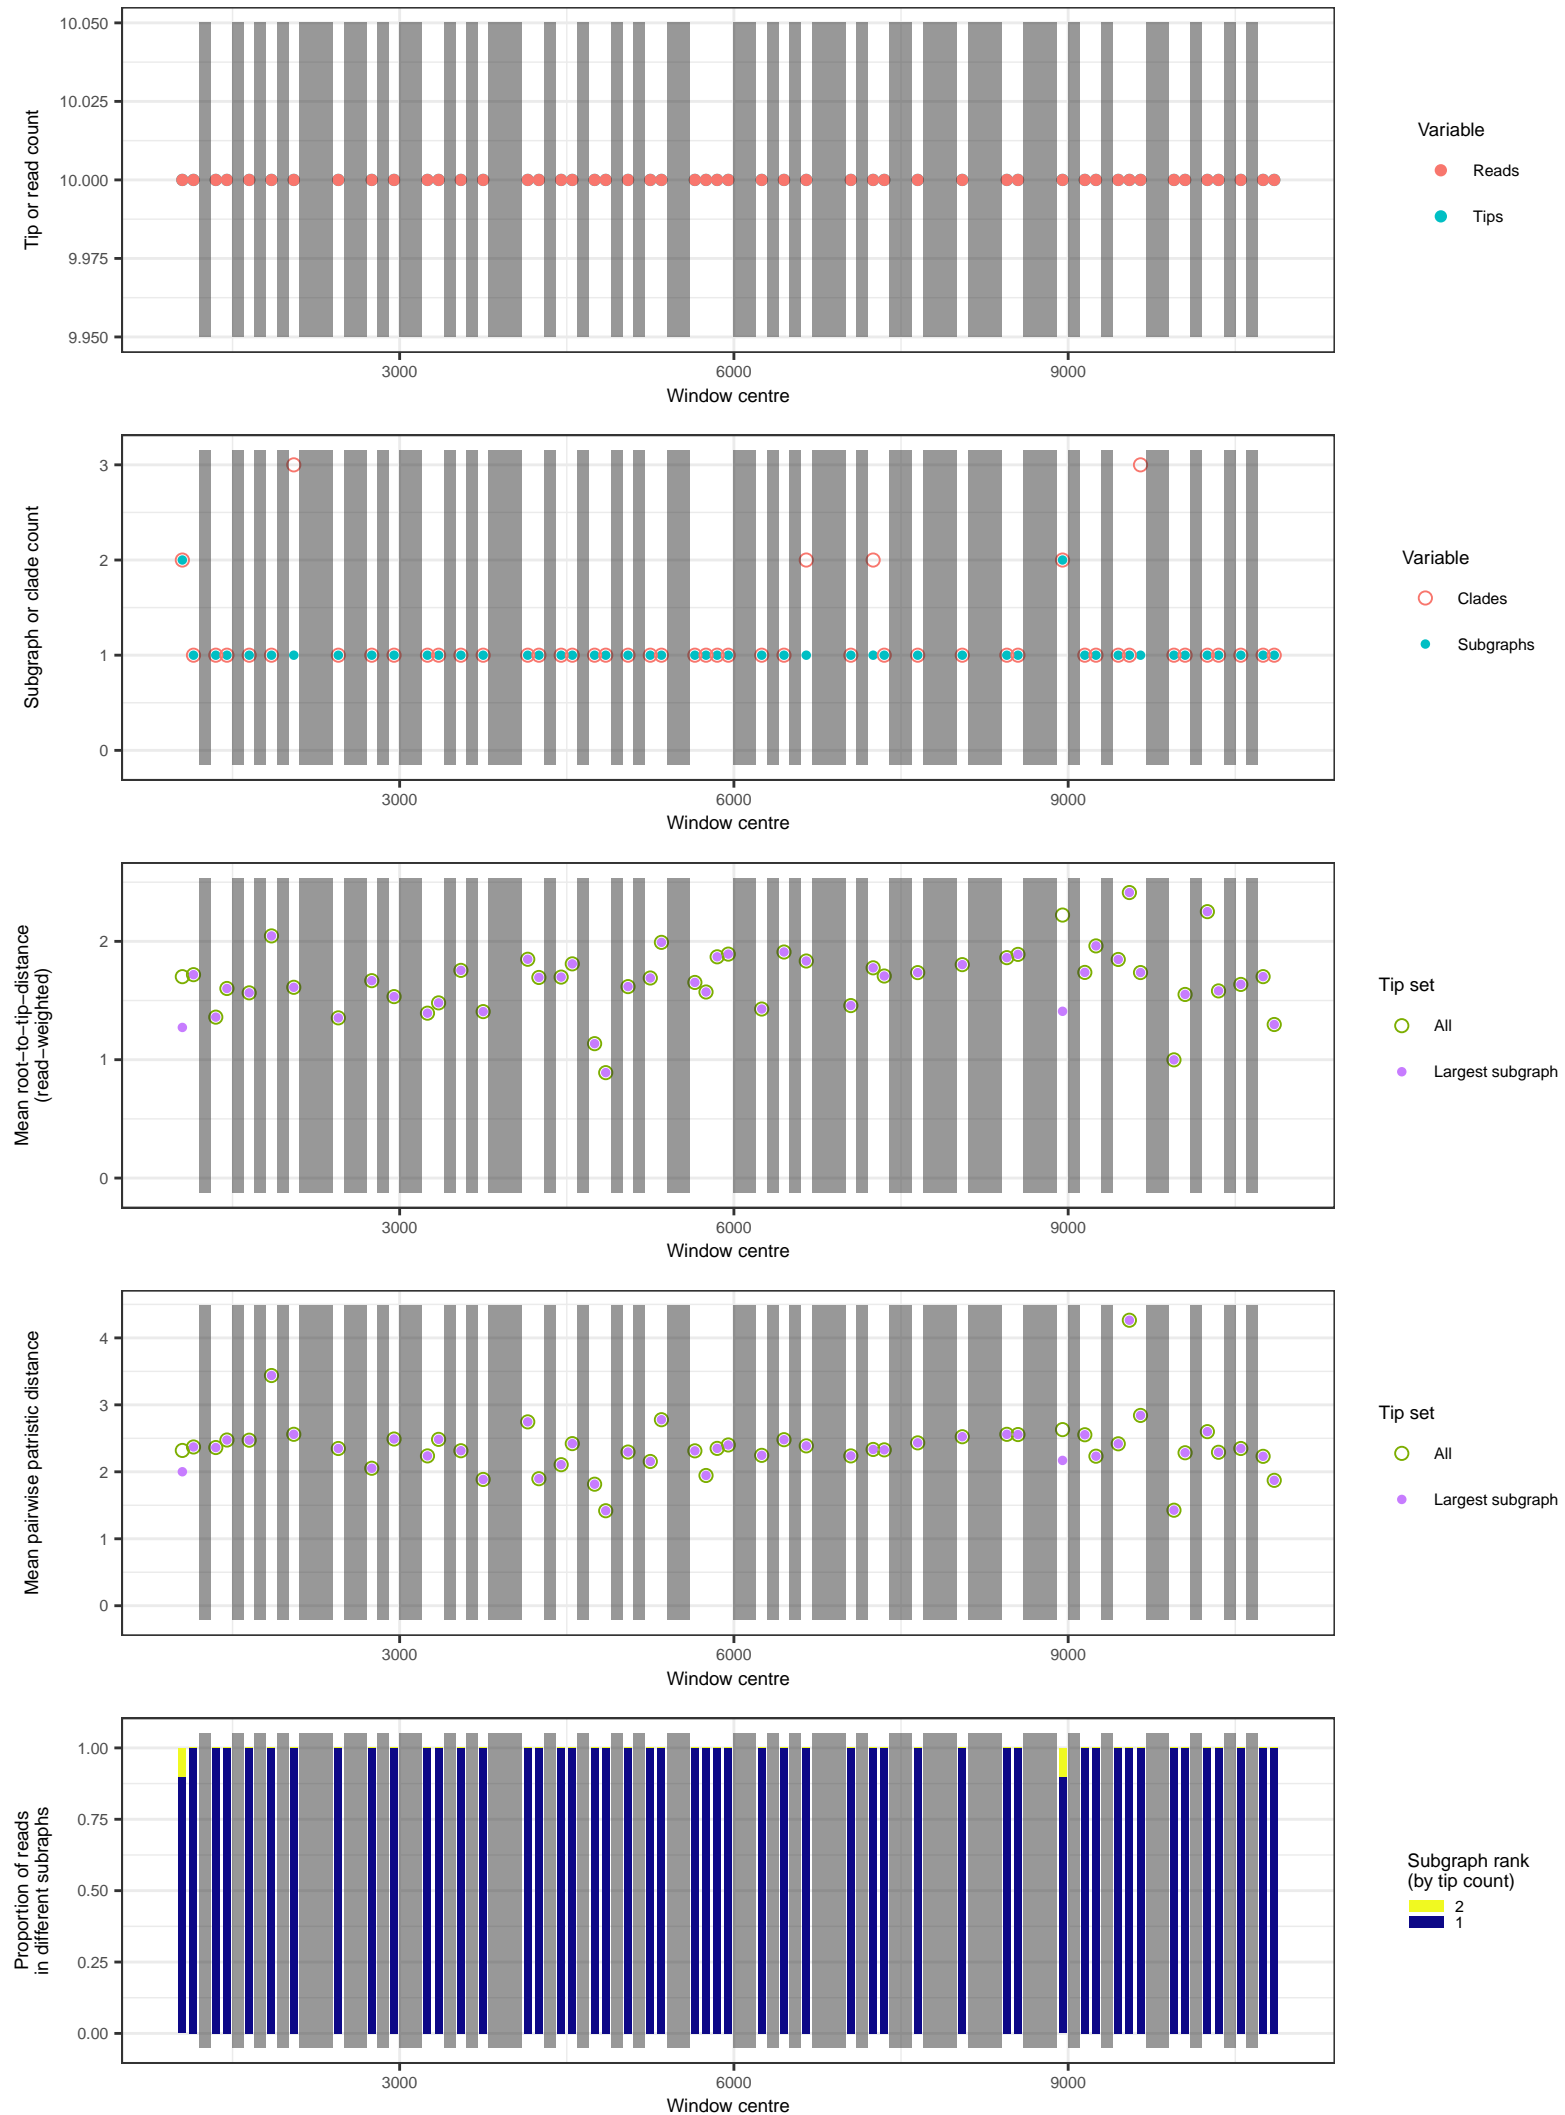 10.050
10.025
10.000
9.975
9.950
Tip or read count
3000
6000
9000
Window centre
Variable
Reads
Tips
3
2
1
0
Subgraph or clade count
3000
6000
9000
Window centre
Variable
Clades
Subgraphs
2
1
0
Mean root−to−tip−distance
(read−weighted)
3000
6000
9000
Window centre
Tip set
All
Largest subgraph
4
3
2
1
0
Mean pairwise patristic distance
3000
6000
9000
Window centre
Tip set
All
Largest subgraph
1.00
0.75
0.50
0.25
0.00
Proportion of reads
in different subraphs
3000
6000
9000
Window centre
Subgraph rank
(by tip count)
2
1